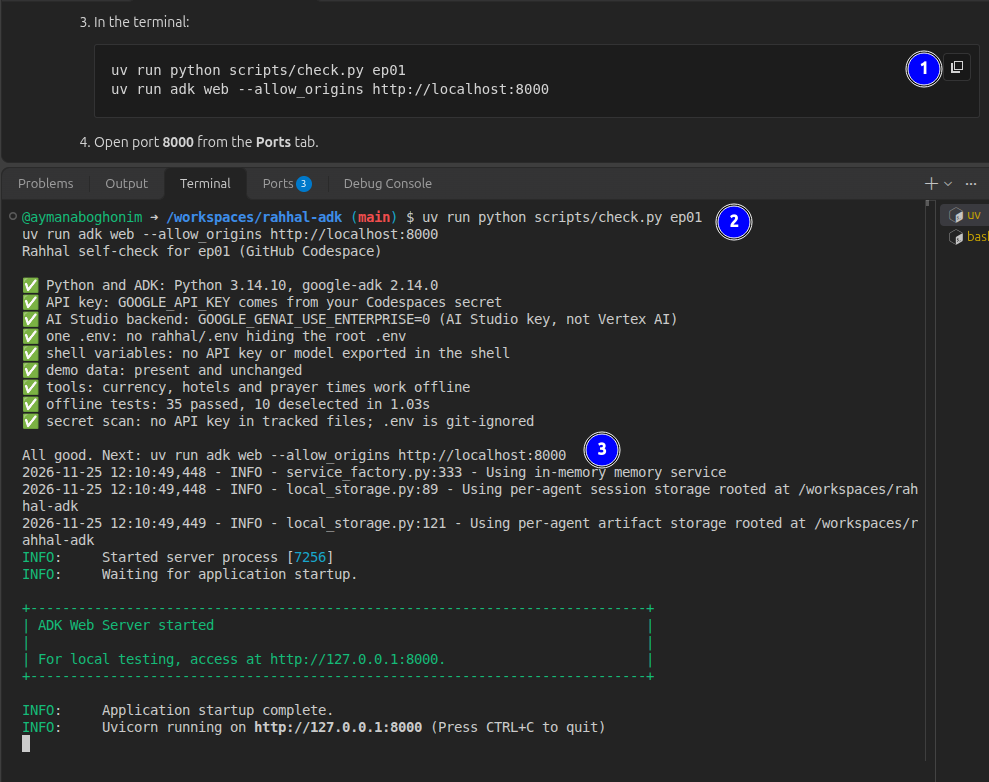 3. In the terminal:
uv run python scripts/check.py ep01
uv run adk web --allow_origins http://localhost:8000
1
4. Open port 8000 from the Ports tab.
Problems Output Terminal Ports 3 Debug Console
@aymanaboghonim → /workspaces/rahhal-adk (main) $ uv run python scripts/check.py ep01
2
uv
uv run adk web --allow_origins http://localhost:8000
bash
Rahhal self-check for ep01 (GitHub Codespace)
✅ Python and ADK: Python 3.14.10, google-adk 2.14.0
✅ API key: GOOGLE_API_KEY comes from your Codespaces secret
✅ AI Studio backend: GOOGLE_GENAI_USE_ENTERPRISE=0 (AI Studio key, not Vertex AI)
✅ one .env: no rahhal/.env hiding the root .env
✅ shell variables: no API key or model exported in the shell
✅ demo data: present and unchanged
✅ tools: currency, hotels and prayer times work offline
✅ offline tests: 35 passed, 10 deselected in 1.03s
✅ secret scan: no API key in tracked files; .env is git-ignored
3
All good. Next: uv run adk web --allow_origins http://localhost:8000
2026-11-25 12:10:49,448 - INFO - service_factory.py:333 - Using in-memory memory service
2026-11-25 12:10:49,448 - INFO - local_storage.py:89 - Using per-agent session storage rooted at /workspaces/rah
hal-adk
2026-11-25 12:10:49,449 - INFO - local_storage.py:121 - Using per-agent artifact storage rooted at /workspaces/r
ahhal-adk
INFO:     Started server process [7256]
INFO:     Waiting for application startup.
+-----------------------------------------------------------------------------+
| ADK Web Server started                                                      |
|                                                                             |
| For local testing, access at http://127.0.0.1:8000.                         |
+-----------------------------------------------------------------------------+
INFO:     Application startup complete.
INFO:     Uvicorn running on http://127.0.0.1:8000 (Press CTRL+C to quit)